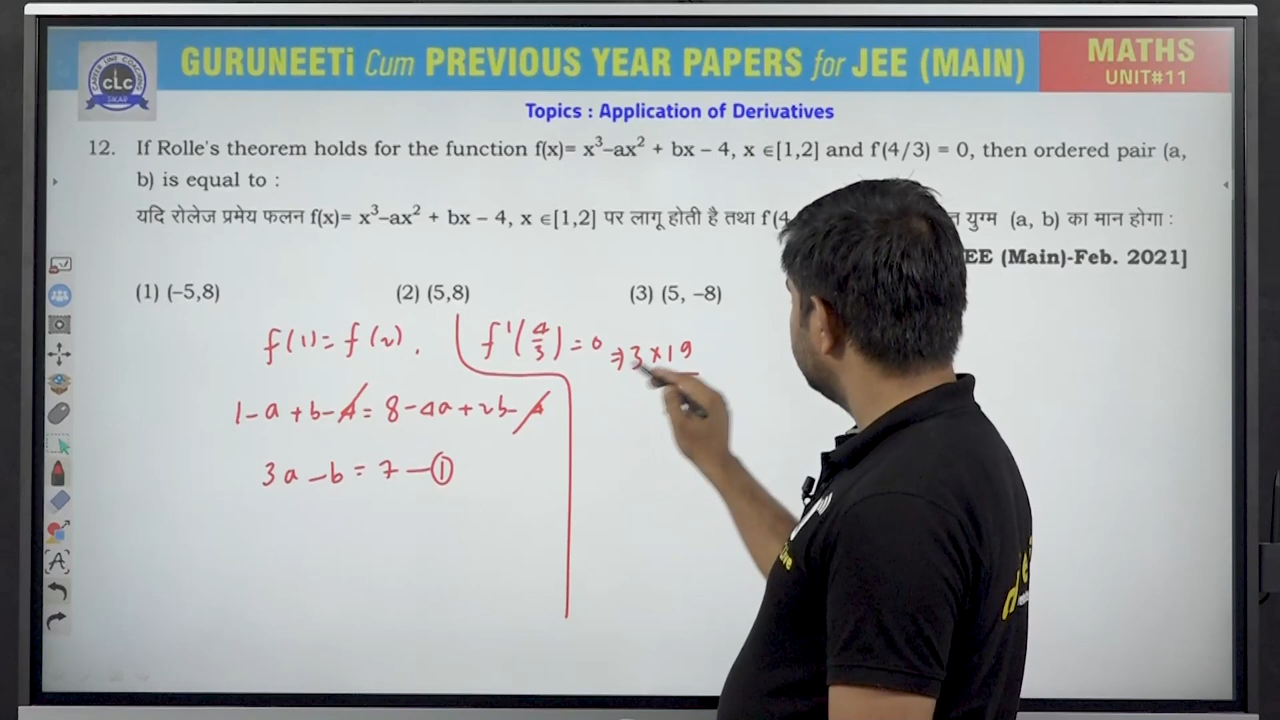 GURUNEETi Cum PREVIOUS YEAR PAPERS for JEE (MAIN)
MATHS
UNIT#11
CLC
SIKAR
Topics : Application of Derivatives
12. If Rolle's theorem holds for the function f(x)= x³–ax² + bx – 4, x ∈[1,2] and f'(4/3) = 0, then ordered pair (a,
b) is equal to :
यदि रोलेज प्रमेय फलन f(x)= x³–ax² + bx – 4, x ∈[1,2] पर लागू होती है तथा f'(4 युग्म (a, b) का मान होगा :
EE (Main)-Feb. 2021]
(1) (–5,8) (2) (5,8) (3) (5, –8)
f(1) = f(2). f'(4/3) = 0 ⇒ 3 × 19
1 - a + b - 4 = 8 - 4a + 2b - 4
3a - b = 7 — ①